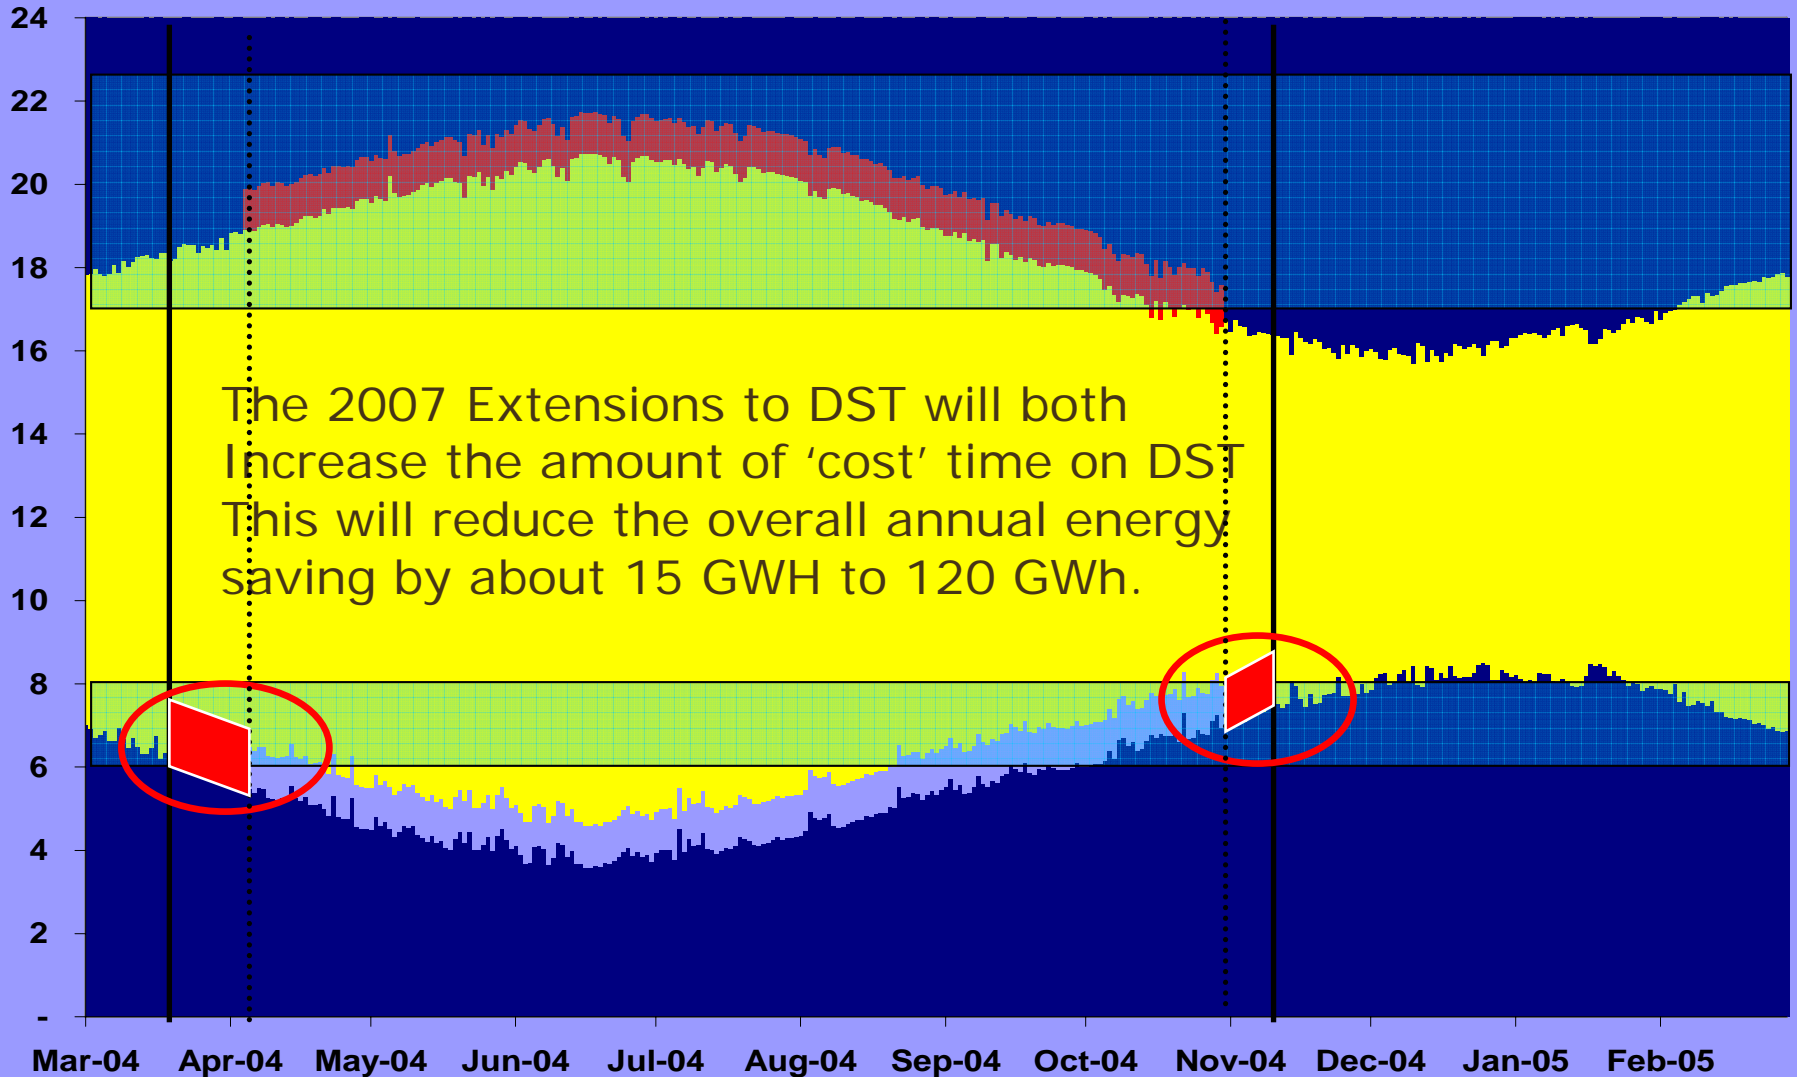 24
22
20
18
16
The 2007 Extensions to DST will both
14
Increase the amount of ‘cost’ time on DST
12
This will reduce the overall annual energy
saving by about 15 GWH to 120 GWh.
10
8
6
4
2
-
Mar-04 Apr-04 May-04 Jun-04 Jul-04 Aug-04 Sep-04 Oct-04 Nov-04 Dec-04 Jan-05 Feb-05